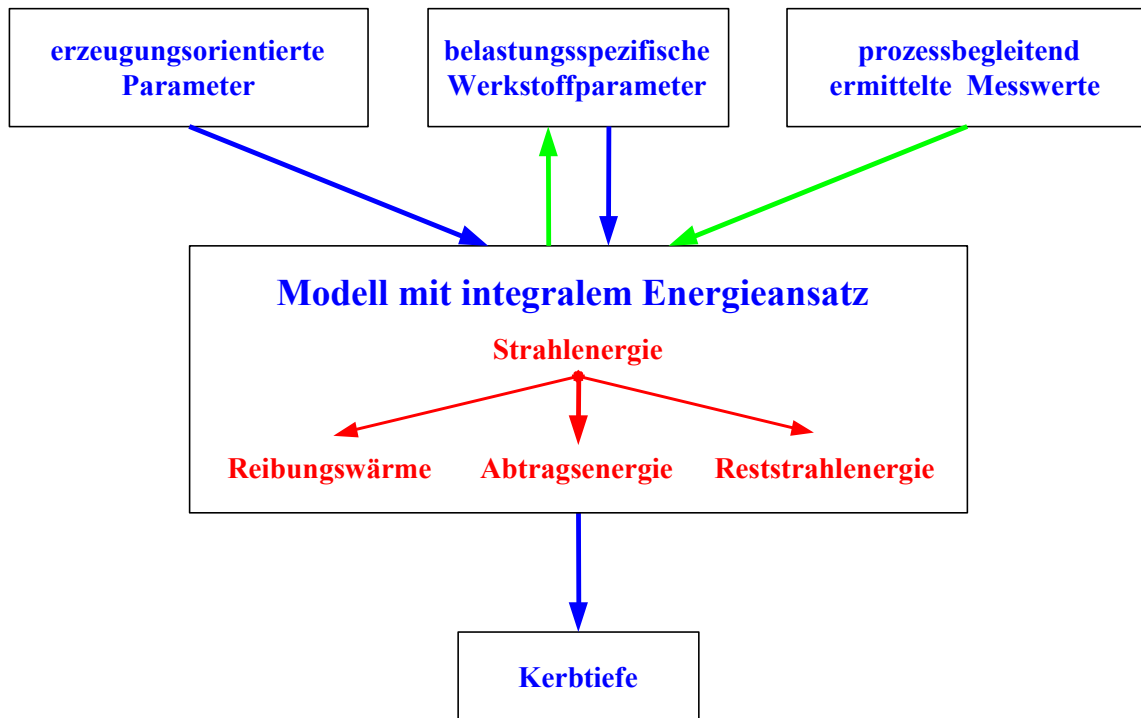 erzeugungsorientierte
Parameter
belastungsspezifische
Werkstoffparameter
prozessbegleitend
ermittelte Messwerte
Modell mit integralem Energieansatz
Strahlenergie
Reibungswärme Abtragsenergie Reststrahlenergie
Kerbtiefe